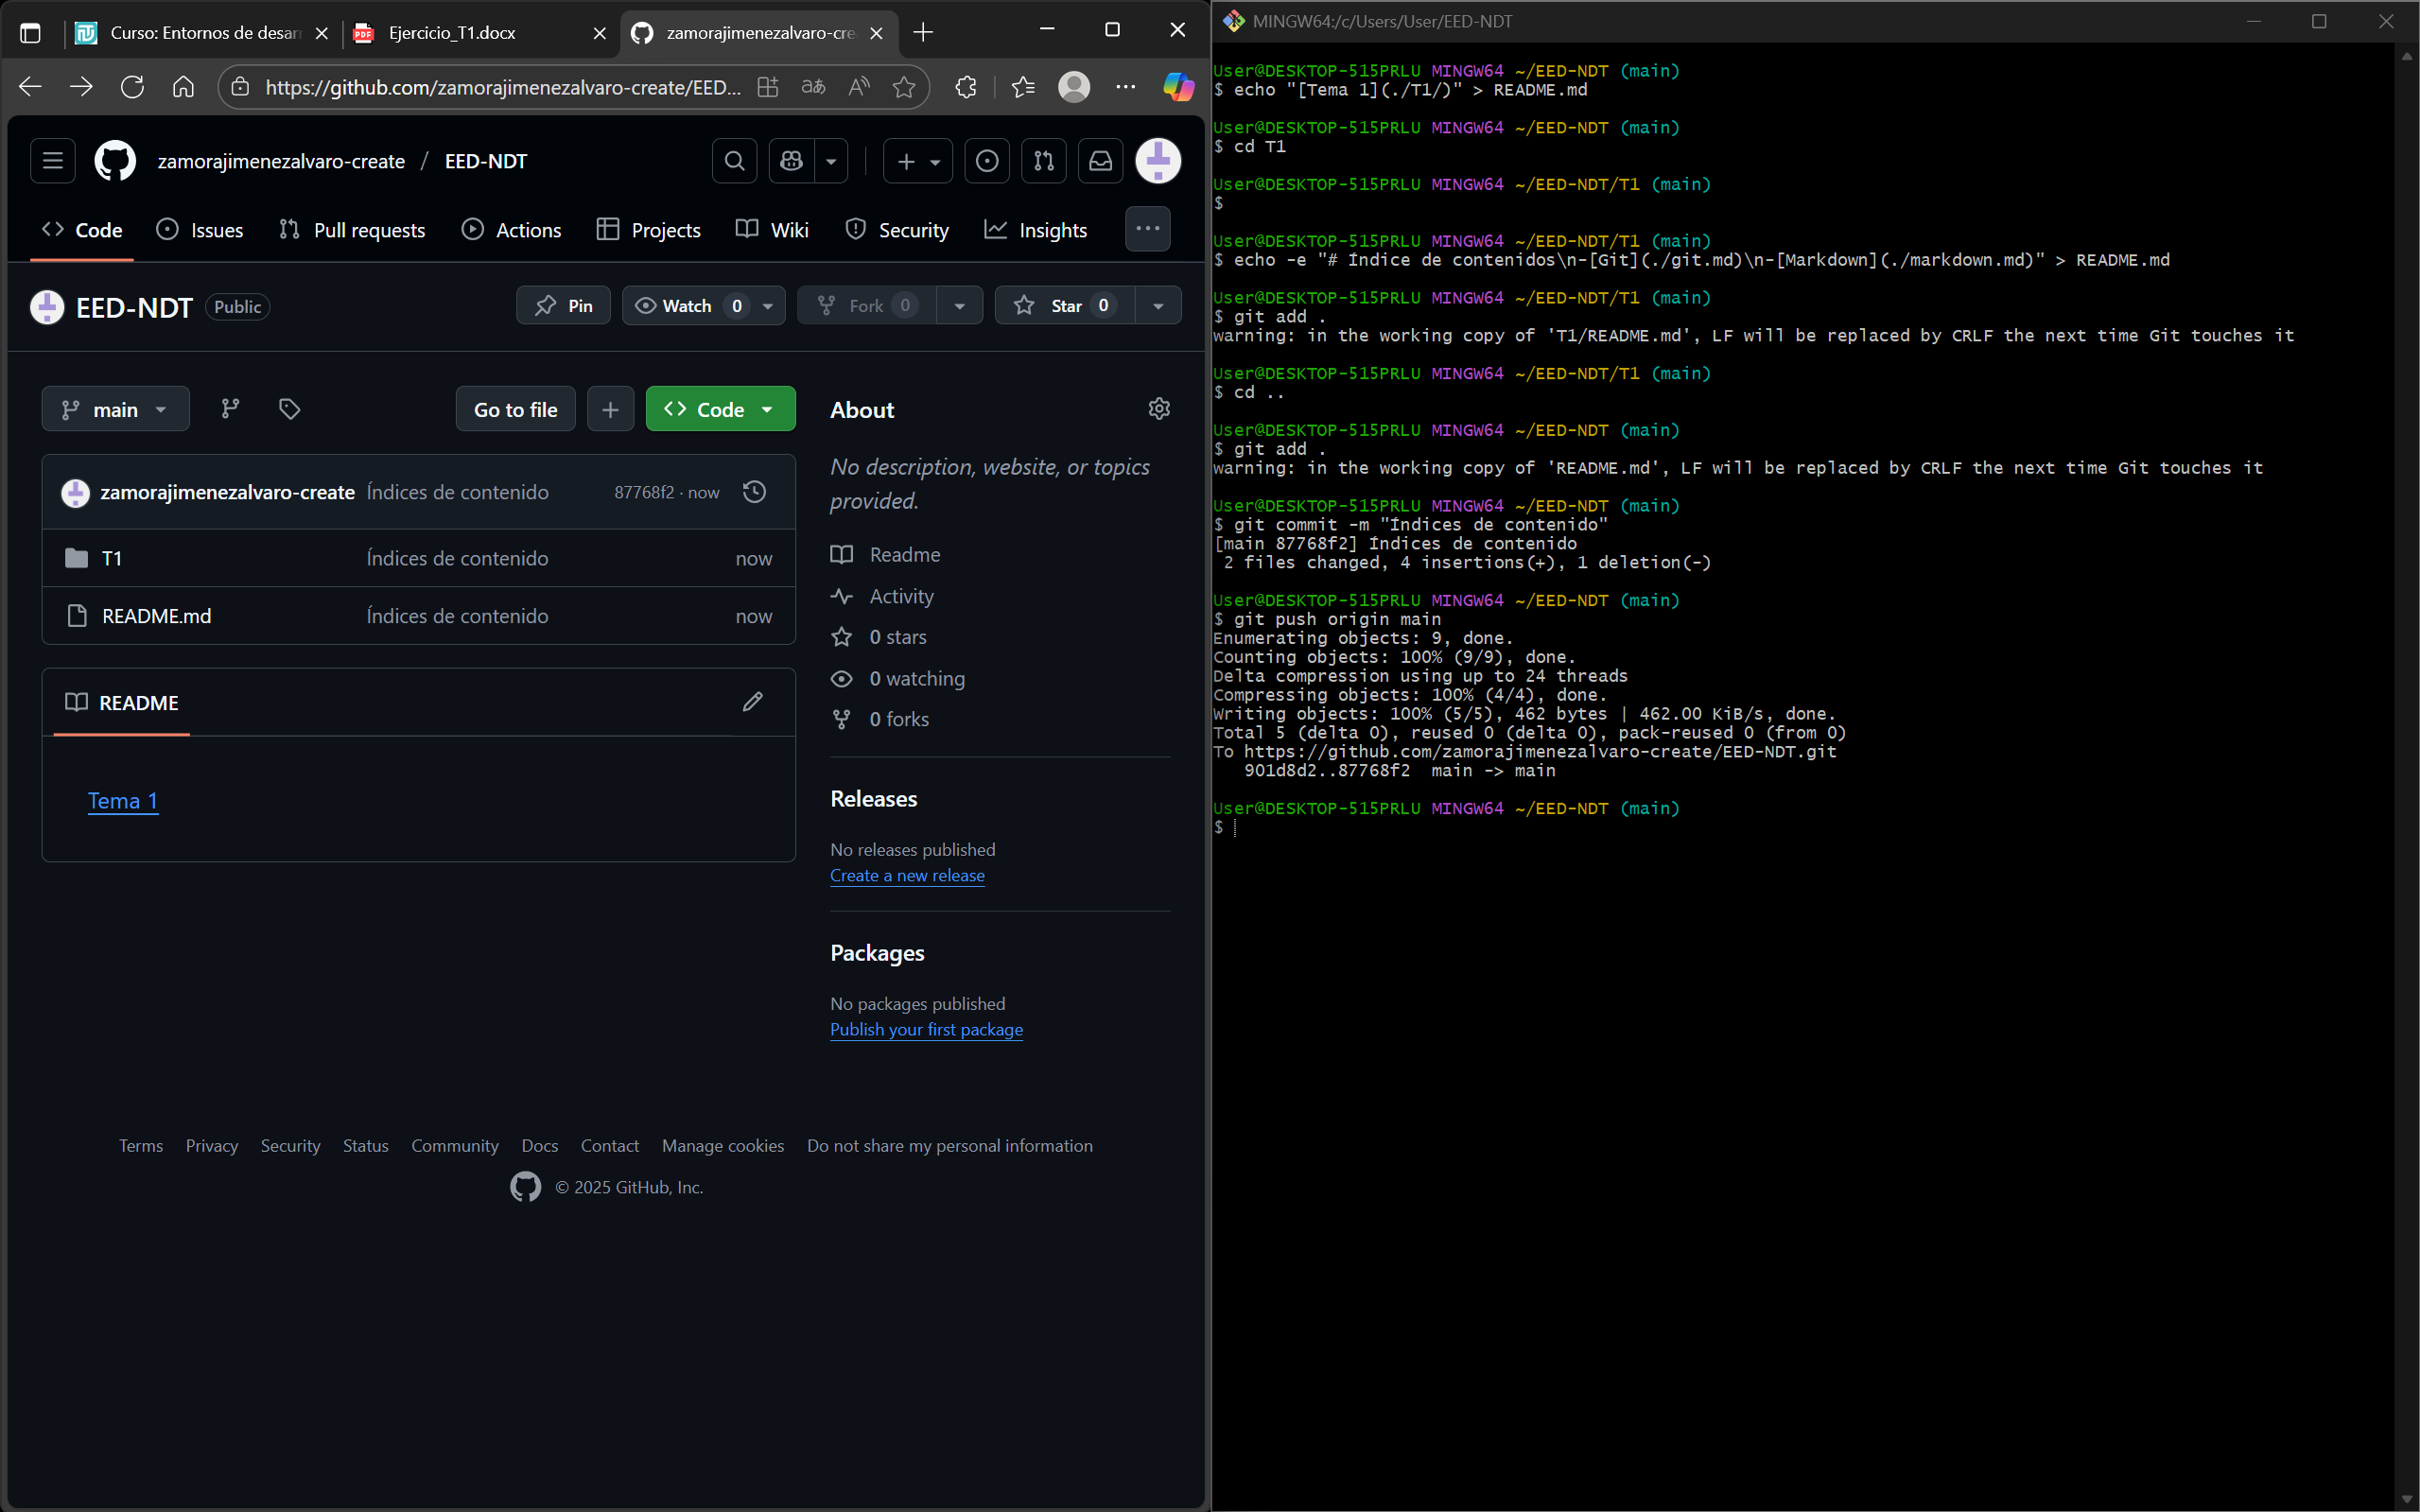 Curso: Entornos de desarr
Ejercicio_T1.docx
zamorajimenezalvaro-cre
https://github.com/zamorajimenezalvaro-create/EED...
zamorajimenezalvaro-create / EED-NDT
Code Issues Pull requests Actions Projects Wiki Security Insights
EED-NDT Public
Pin Watch 0 Fork 0 Star 0
main Go to file Code
zamorajimenezalvaro-create Índices de contenido 87768f2 · now
T1 Índices de contenido now
README.md Índices de contenido now
README
Tema 1
About
No description, website, or topics
provided.
Readme
Activity
0 stars
0 watching
0 forks
Releases
No releases published
Create a new release
Packages
No packages published
Publish your first package
Terms Privacy Security Status Community Docs Contact Manage cookies Do not share my personal information
© 2025 GitHub, Inc.
MINGW64:/c/Users/User/EED-NDT
User@DESKTOP-515PRLU MINGW64 ~/EED-NDT (main)
$ echo "[Tema 1](./T1/)" > README.md
User@DESKTOP-515PRLU MINGW64 ~/EED-NDT (main)
$ cd T1
User@DESKTOP-515PRLU MINGW64 ~/EED-NDT/T1 (main)
$
User@DESKTOP-515PRLU MINGW64 ~/EED-NDT/T1 (main)
$ echo -e "# Índice de contenidos\n-[Git](./git.md)\n-[Markdown](./markdown.md)" > README.md
User@DESKTOP-515PRLU MINGW64 ~/EED-NDT/T1 (main)
$ git add .
warning: in the working copy of 'T1/README.md', LF will be replaced by CRLF the next time Git touches it
User@DESKTOP-515PRLU MINGW64 ~/EED-NDT/T1 (main)
$ cd ..
User@DESKTOP-515PRLU MINGW64 ~/EED-NDT (main)
$ git add .
warning: in the working copy of 'README.md', LF will be replaced by CRLF the next time Git touches it
User@DESKTOP-515PRLU MINGW64 ~/EED-NDT (main)
$ git commit -m "Índices de contenido"
[main 87768f2] Índices de contenido
2 files changed, 4 insertions(+), 1 deletion(-)
User@DESKTOP-515PRLU MINGW64 ~/EED-NDT (main)
$ git push origin main
Enumerating objects: 9, done.
Counting objects: 100% (9/9), done.
Delta compression using up to 24 threads
Compressing objects: 100% (4/4), done.
Writing objects: 100% (5/5), 462 bytes | 462.00 KiB/s, done.
Total 5 (delta 0), reused 0 (delta 0), pack-reused 0 (from 0)
To https://github.com/zamorajimenezalvaro-create/EED-NDT.git
901d8d2..87768f2 main -> main
User@DESKTOP-515PRLU MINGW64 ~/EED-NDT (main)
$